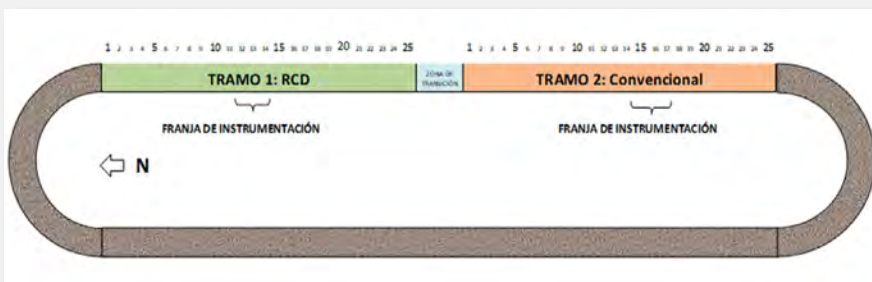 1 2 3 4 5 6 7 8 9 10 11 12 13 14 15 16 17 18 19 20 21 22 23 24 25
1 2 3 4 5 6 7 8 9 10 11 12 13 14 15 16 17 18 19 20 21 22 23 24 25
TRAMO 1: RCD
ZONA DE
TRANSICIÓN
TRAMO 2: Convencional
FRANJA DE INSTRUMENTACIÓN
FRANJA DE INSTRUMENTACIÓN
N